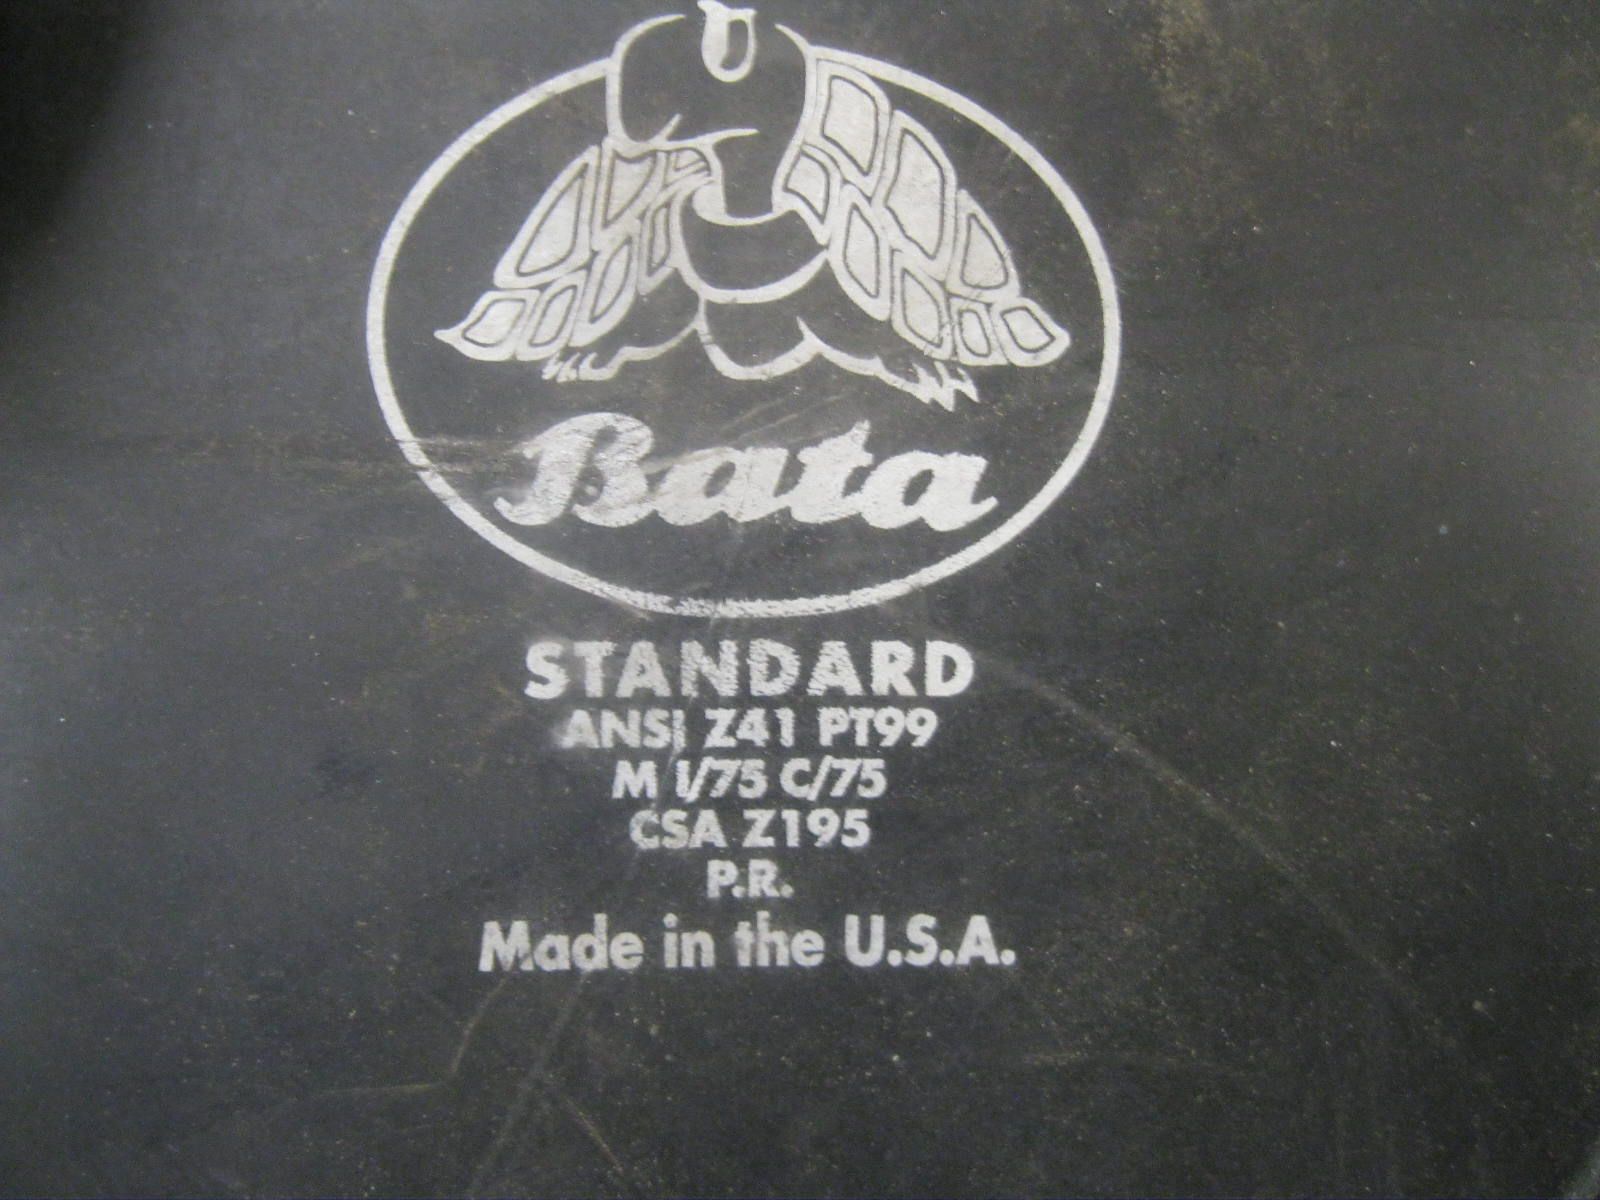 Bata
STANDARD
ANSI Z41 PT99
M I/75 C/75
CSA Z195
P.R.
Made in the U.S.A.